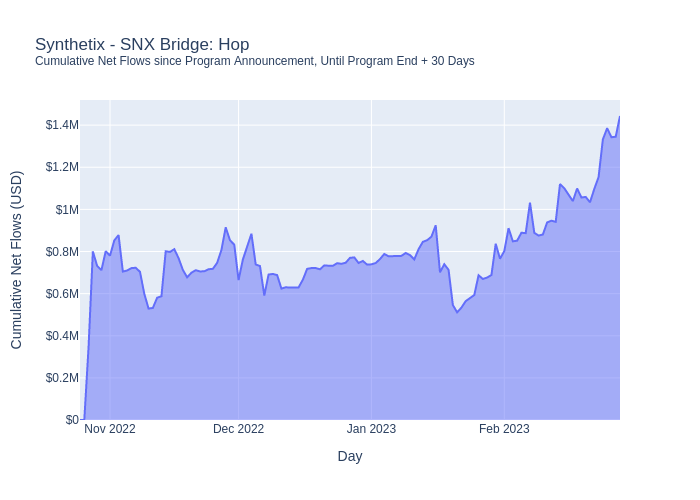 Synthetix - SNX Bridge: Hop
Cumulative Net Flows since Program Announcement, Until Program End + 30 Days
$1.4M
$1.2M
$1M
$0.8M
$0.6M
$0.4M
$0.2M
$0
Cumulative Net Flows (USD)
Nov 2022
Dec 2022
Jan 2023
Feb 2023
Day